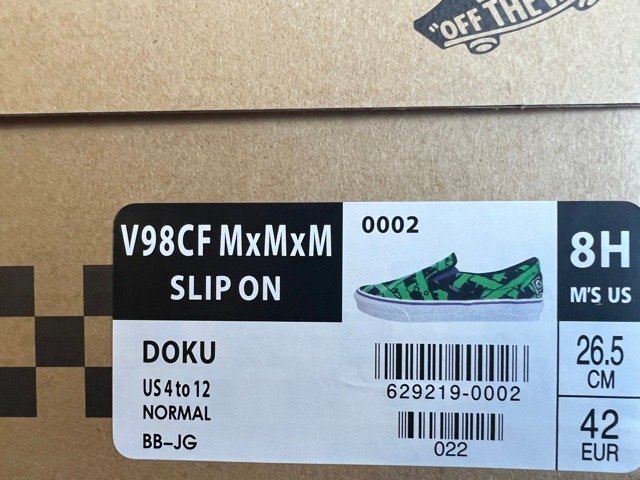 "OFF THE
V98CF MxMxM
SLIP ON
0002
8H
M'S US
DOKU
US 4 to 12
NORMAL
BB-JG
629219-0002
022
26.5
CM
42
EUR